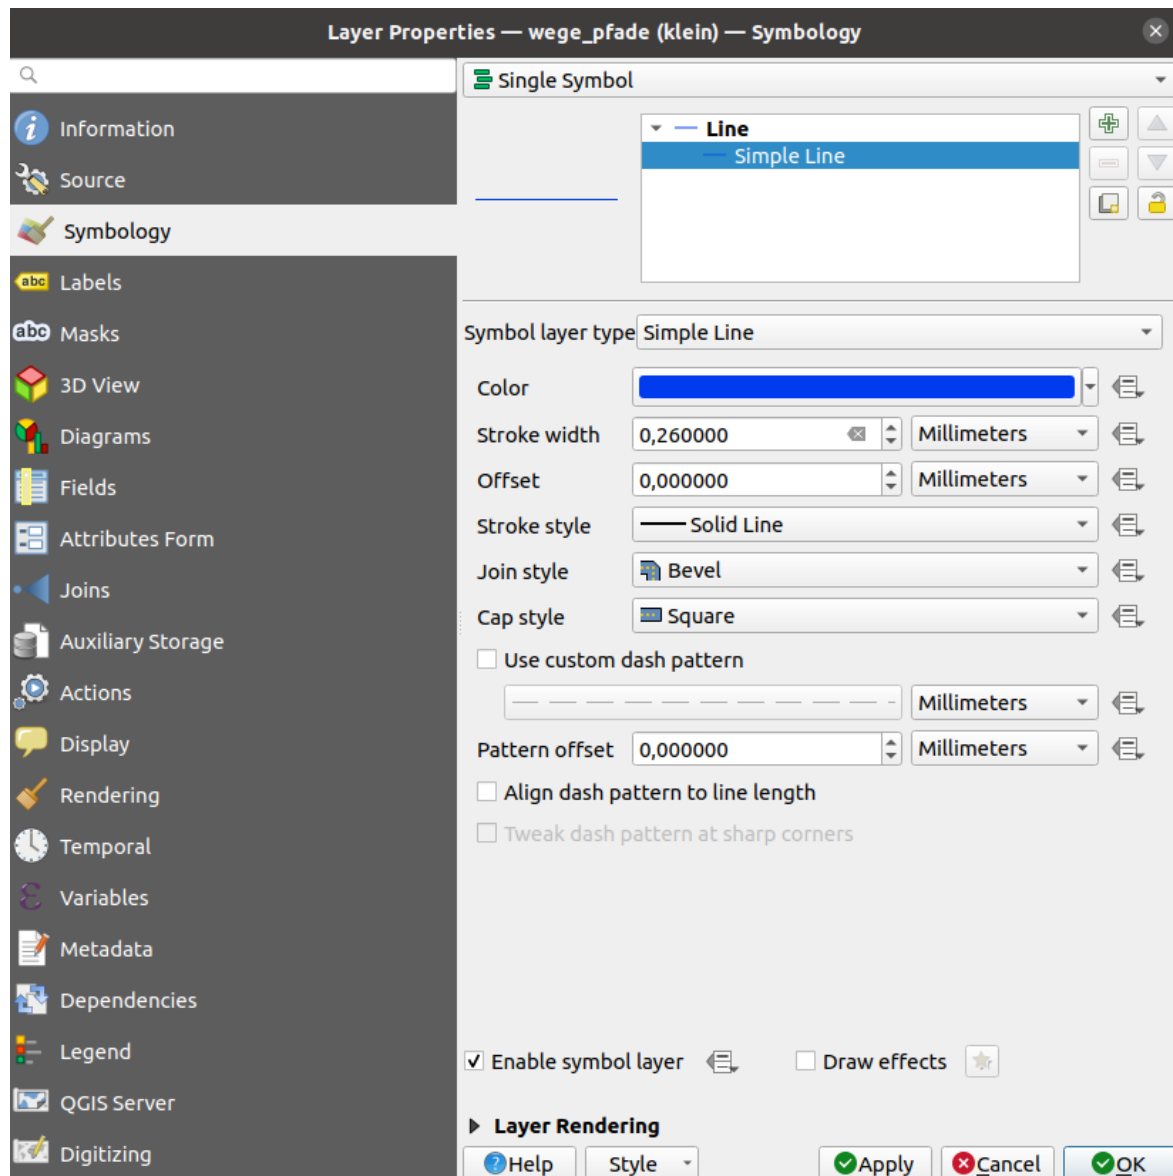 Layer Properties — wege_pfade (klein) — Symbology
Information
Source
Symbology
abc Labels
abc Masks
3D View
Diagrams
Fields
Attributes Form
Joins
Auxiliary Storage
Actions
Display
Rendering
Temporal
Variables
Metadata
Dependencies
Legend
QGIS Server
Digitizing
Single Symbol
Line
Simple Line
Symbol layer type Simple Line
Color
Stroke width 0,260000 Millimeters
Offset 0,000000 Millimeters
Stroke style Solid Line
Join style Bevel
Cap style Square
Use custom dash pattern
Millimeters
Pattern offset 0,000000 Millimeters
Align dash pattern to line length
Tweak dash pattern at sharp corners
Enable symbol layer Draw effects
Layer Rendering
Help Style Apply Cancel OK